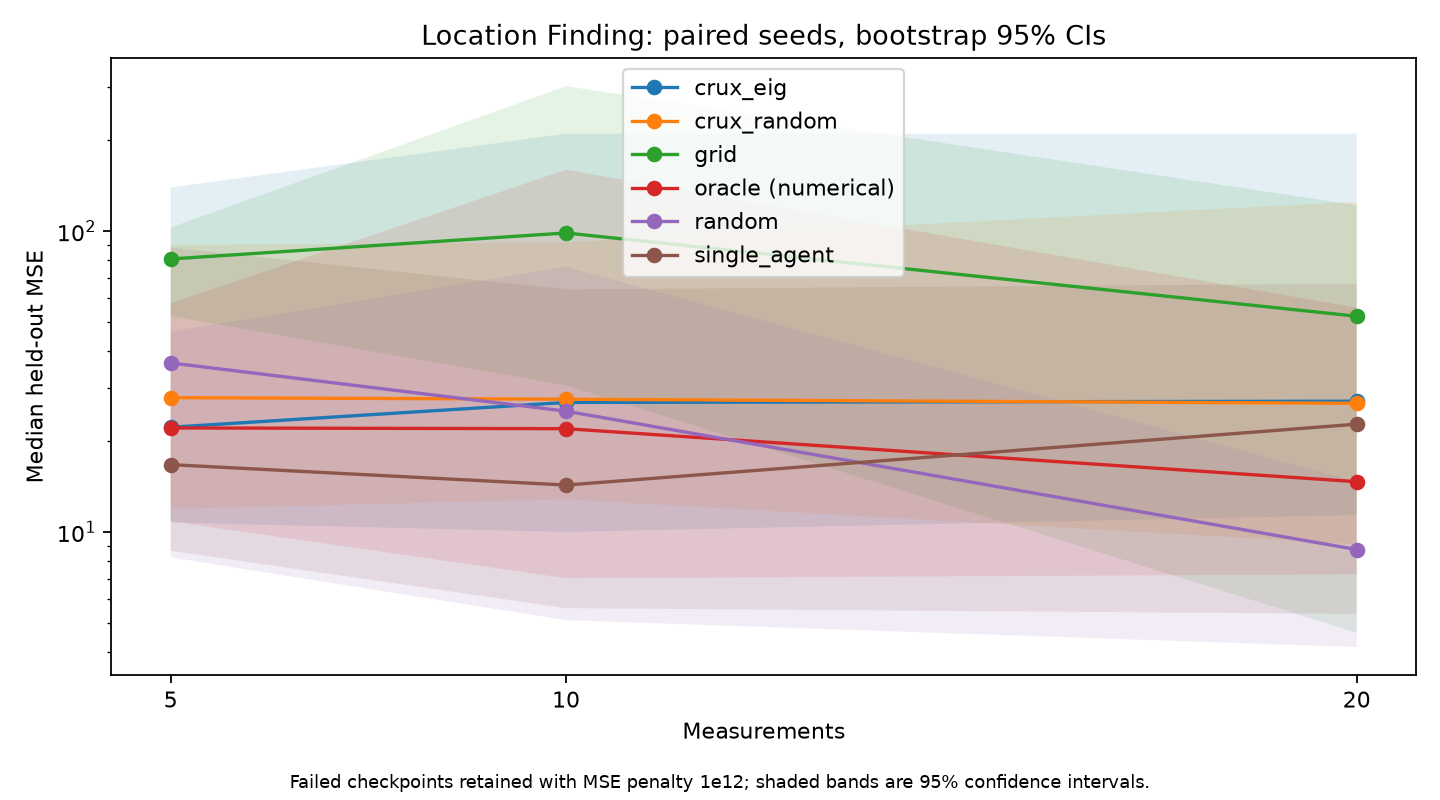 Location Finding: paired seeds, bootstrap 95% CIs
crux_eig
crux_random
grid
oracle (numerical)
random
single_agent
Median held-out MSE
10²
10¹
5
10
20
Measurements
Failed checkpoints retained with MSE penalty 1e12; shaded bands are 95% confidence intervals.